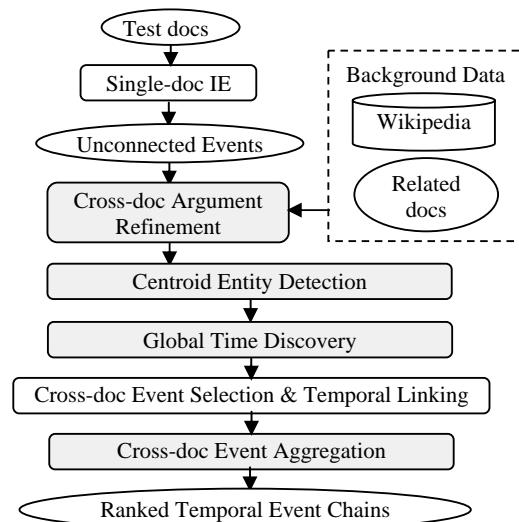 Test docs
Single-doc IE
Unconnected Events
Cross-doc Argument
Refinement
Background Data
Wikipedia
Related
docs
Centroid Entity Detection
Global Time Discovery
Cross-doc Event Selection & Temporal Linking
Cross-doc Event Aggregation
Ranked Temporal Event Chains